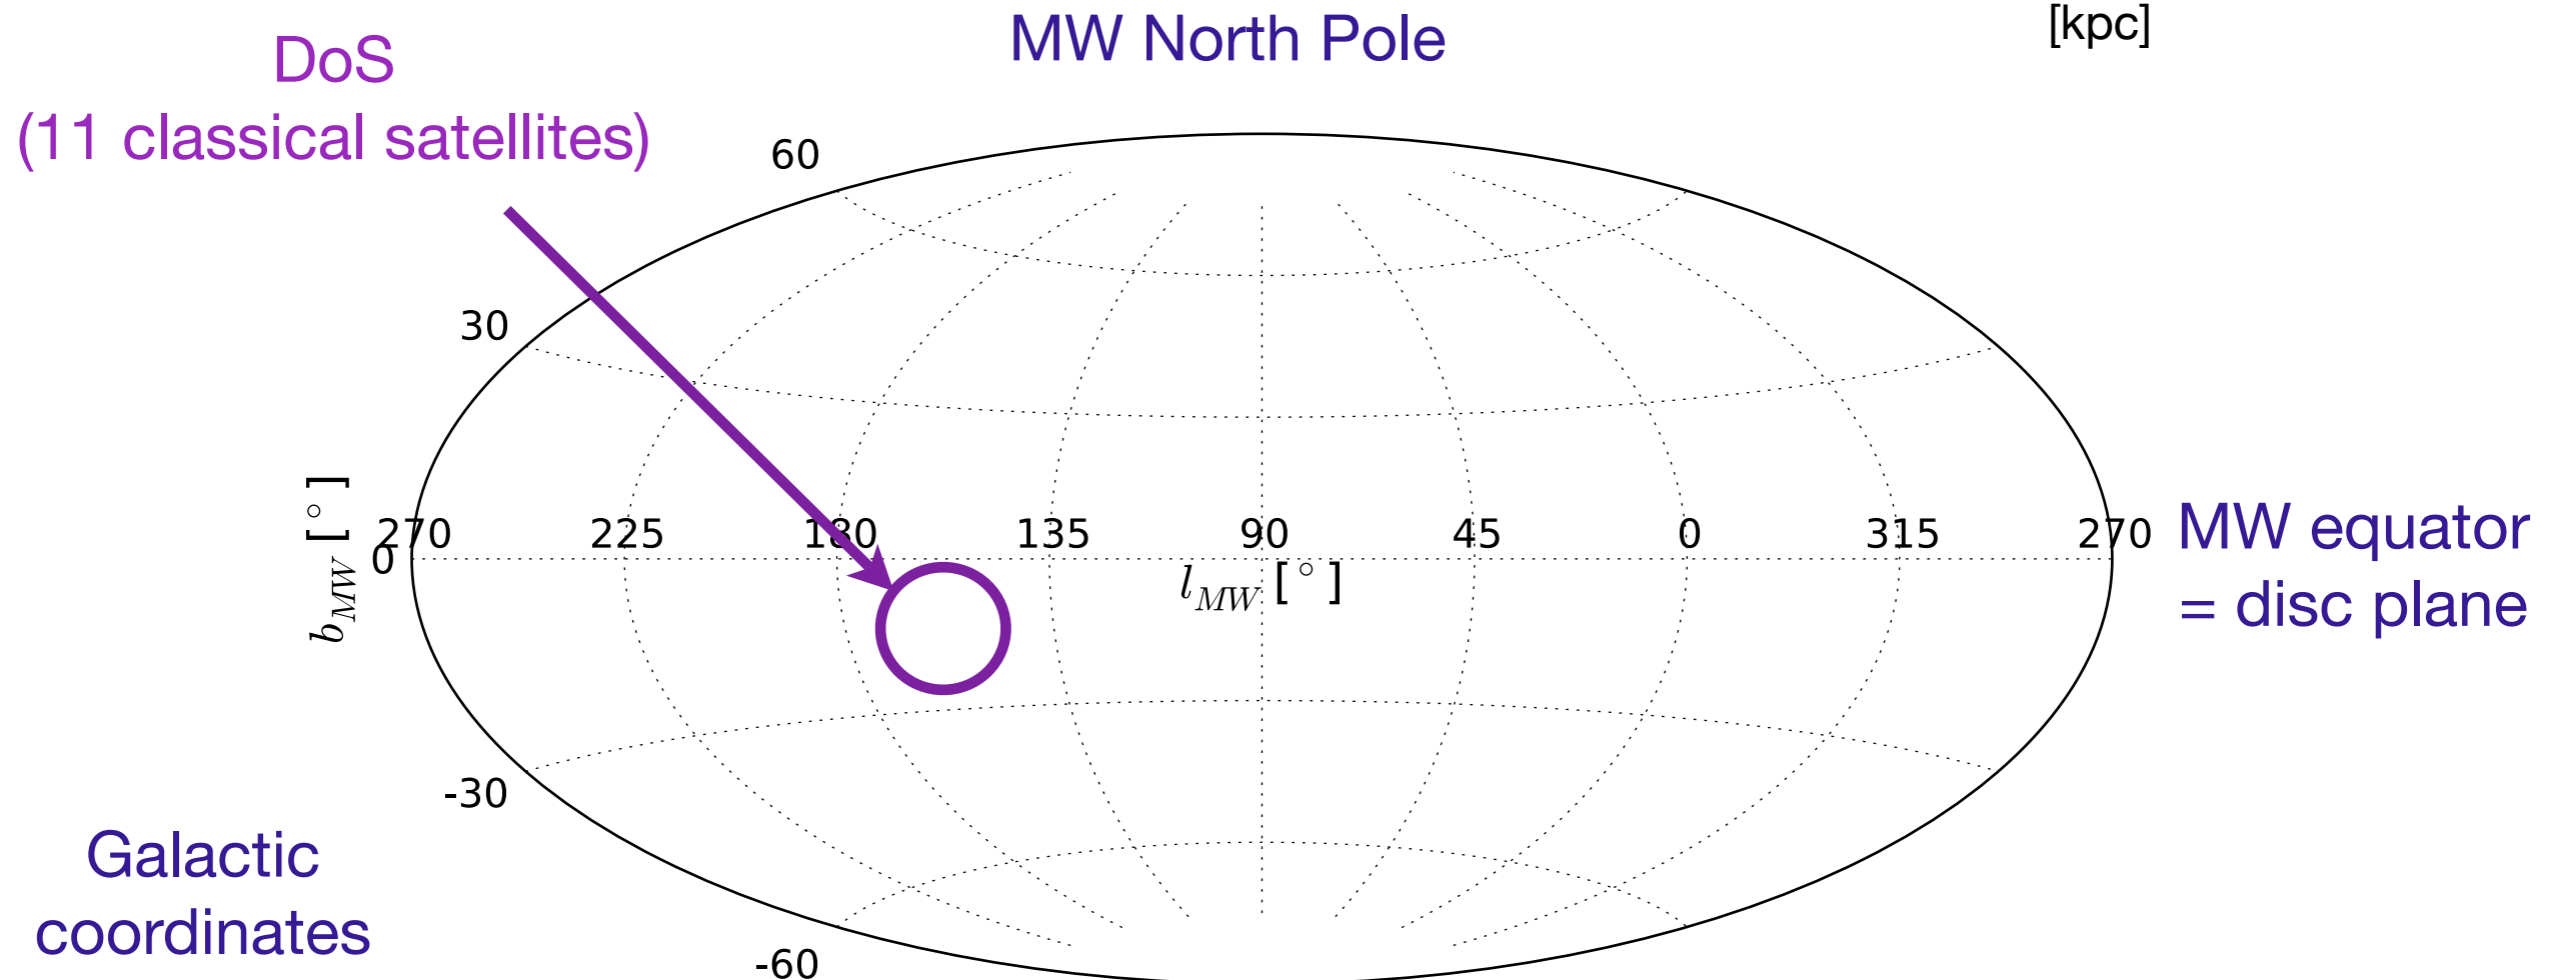 DoS
(11 classical satellites)
MW North Pole
[kpc]
60
30
270 225 180 135 90 45 0 315 270
0
b_MW [°]
l_MW [°]
MW equator
= disc plane
-30
Galactic
coordinates
-60